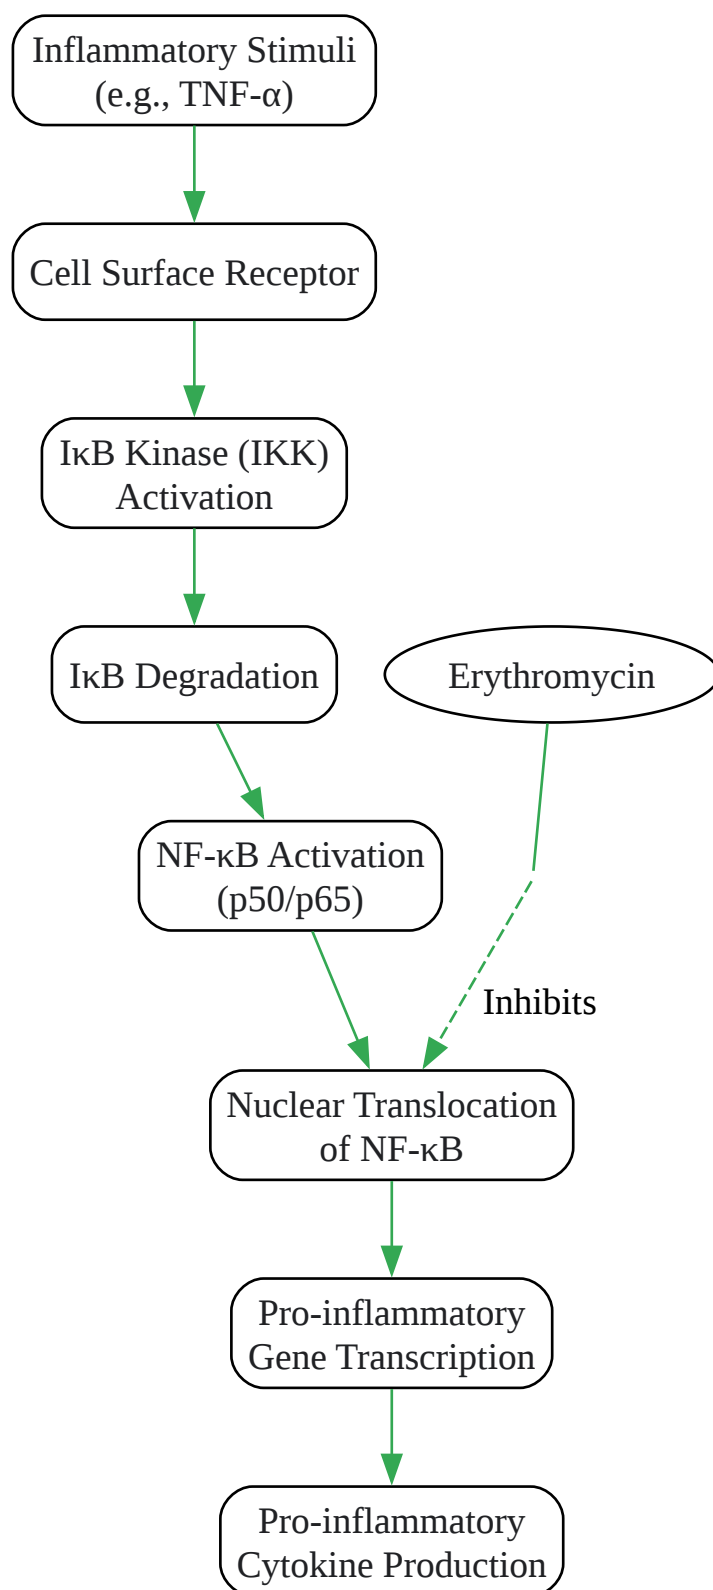 Inflammatory Stimuli
(e.g., TNF-α)
Cell Surface Receptor
IκB Kinase (IKK)
Activation
IκB Degradation
Erythromycin
NF-κB Activation
(p50/p65)
Inhibits
Nuclear Translocation
of NF-κB
Pro-inflammatory
Gene Transcription
Pro-inflammatory
Cytokine Production